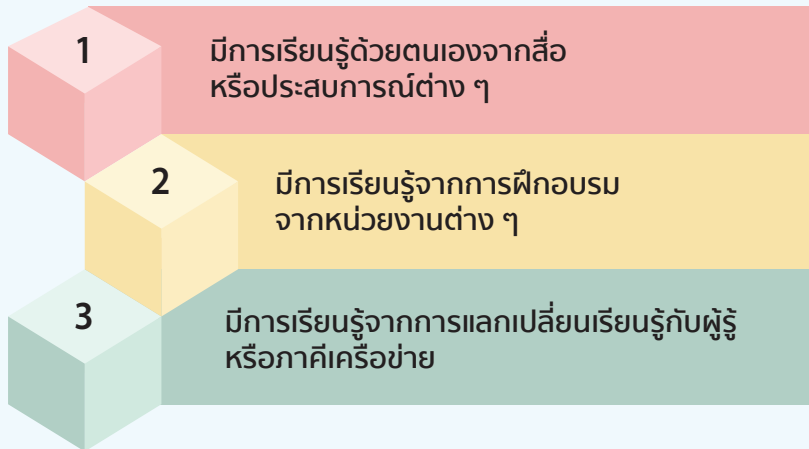 1
มีการเรียนรู้ด้วยตนเองจากสื่อ
หรือประสบการณ์ต่าง ๆ
2
มีการเรียนรู้จากการฝึกอบรม
จากหน่วยงานต่าง ๆ
3
มีการเรียนรู้จากการแลกเปลี่ยนเรียนรู้กับผู้รู้
หรือภาคีเครือข่าย